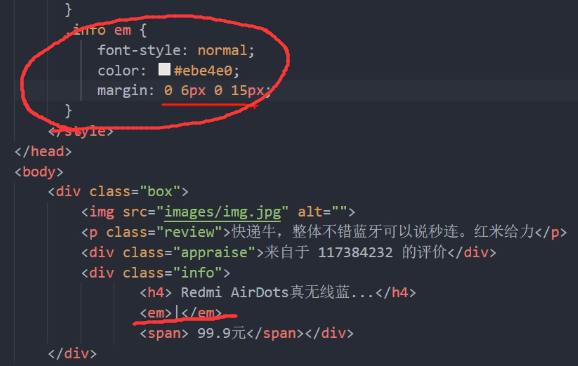 }
.info em {
font-style: normal;
color: #ebe4e0;
margin: 0 6px 0 15px;
}
</style>
</head>
<body>
<div class="box">
<img src="images/img.jpg" alt="">
<p class="review">快递牛，整体不错蓝牙可以说秒连。红米给力</p>
<div class="appraise">来自于 117384232 的评价</div>
<div class="info">
<h4> Redmi AirDots真无线蓝...</h4>
<em>|</em>
<span> 99.9元</span></div>
</div>